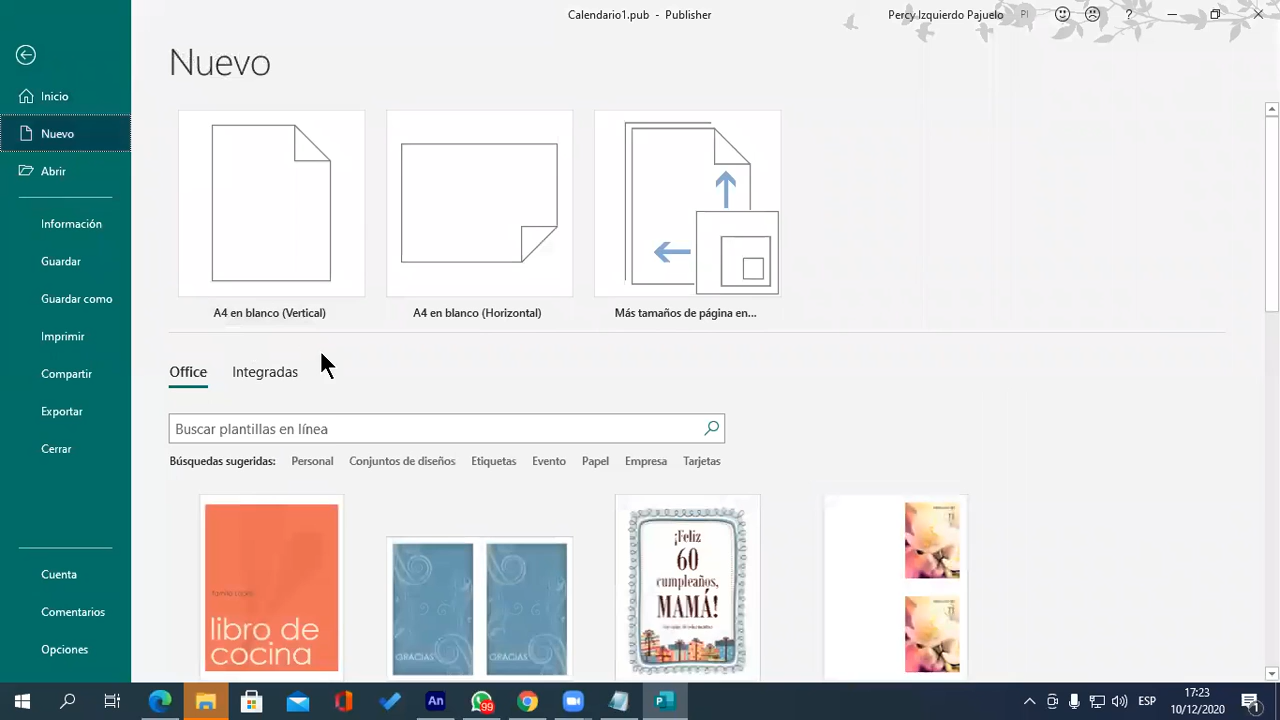 Calendario1.pub - Publisher
Percy Izquierdo Pajuelo
PI
?
Inicio
Nuevo
Abrir
Información
Guardar
Guardar como
Imprimir
Compartir
Exportar
Cerrar
Cuenta
Comentarios
Opciones
Nuevo
A4 en blanco (Vertical)
A4 en blanco (Horizontal)
Más tamaños de página en...
Office
Integradas
Buscar plantillas en línea
Búsquedas sugeridas: Personal Conjuntos de diseños Etiquetas Evento Papel Empresa Tarjetas
libro de
cocina
GRACIAS
GRACIAS
¡Feliz
60
cumpleaños,
MAMÁ!
An
99
ESP
17:23
10/12/2020
1